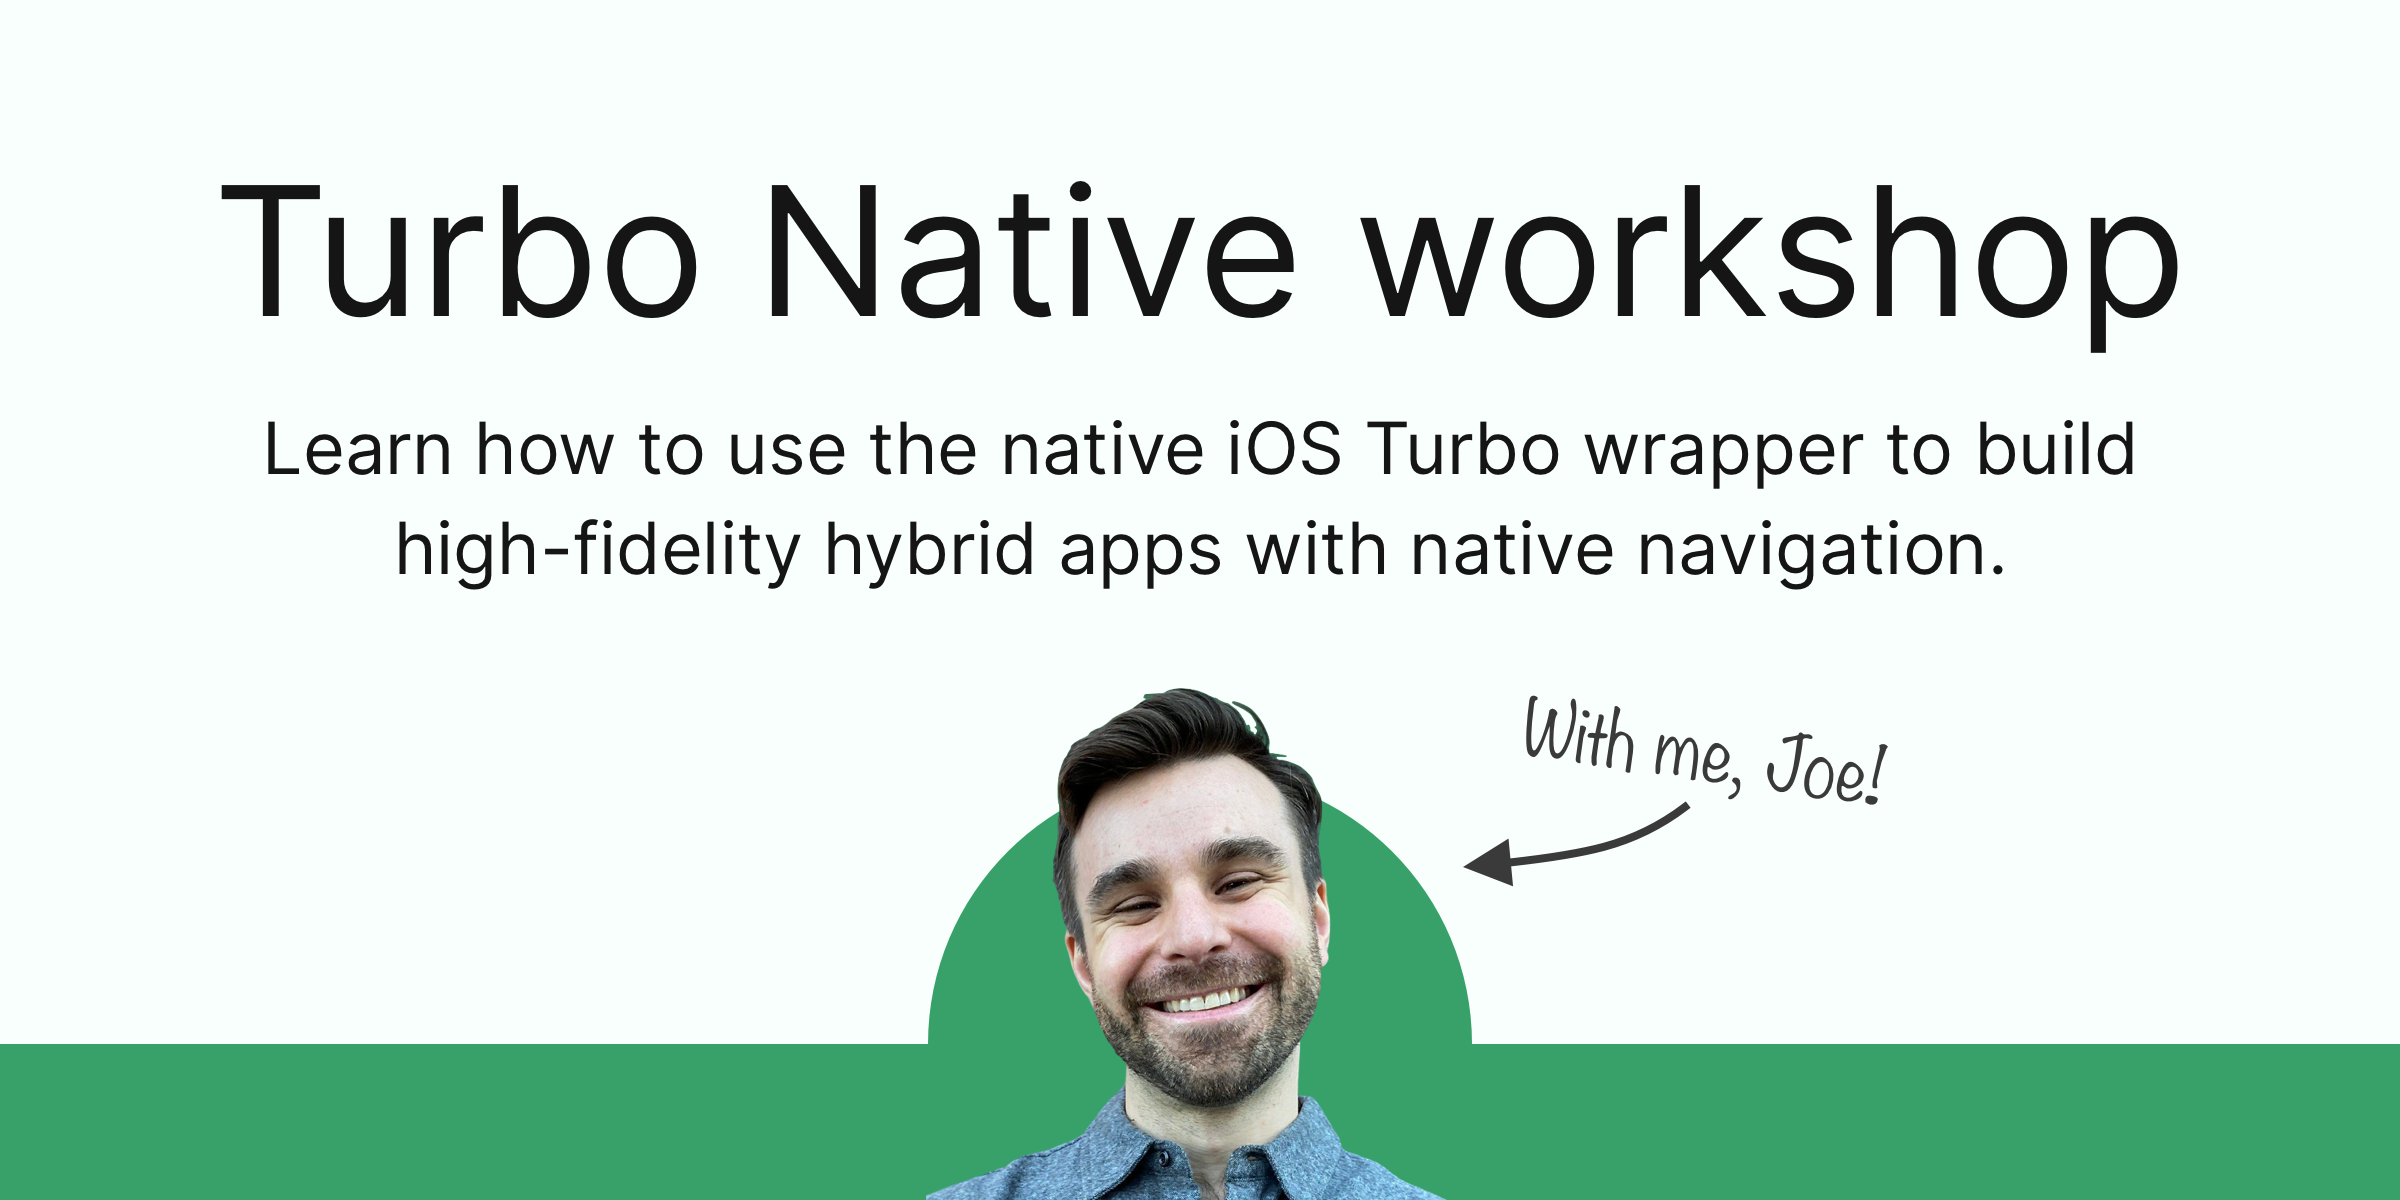 Turbo Native workshop
Learn how to use the native iOS Turbo wrapper to build
high-fidelity hybrid apps with native navigation.
With me, Joe!